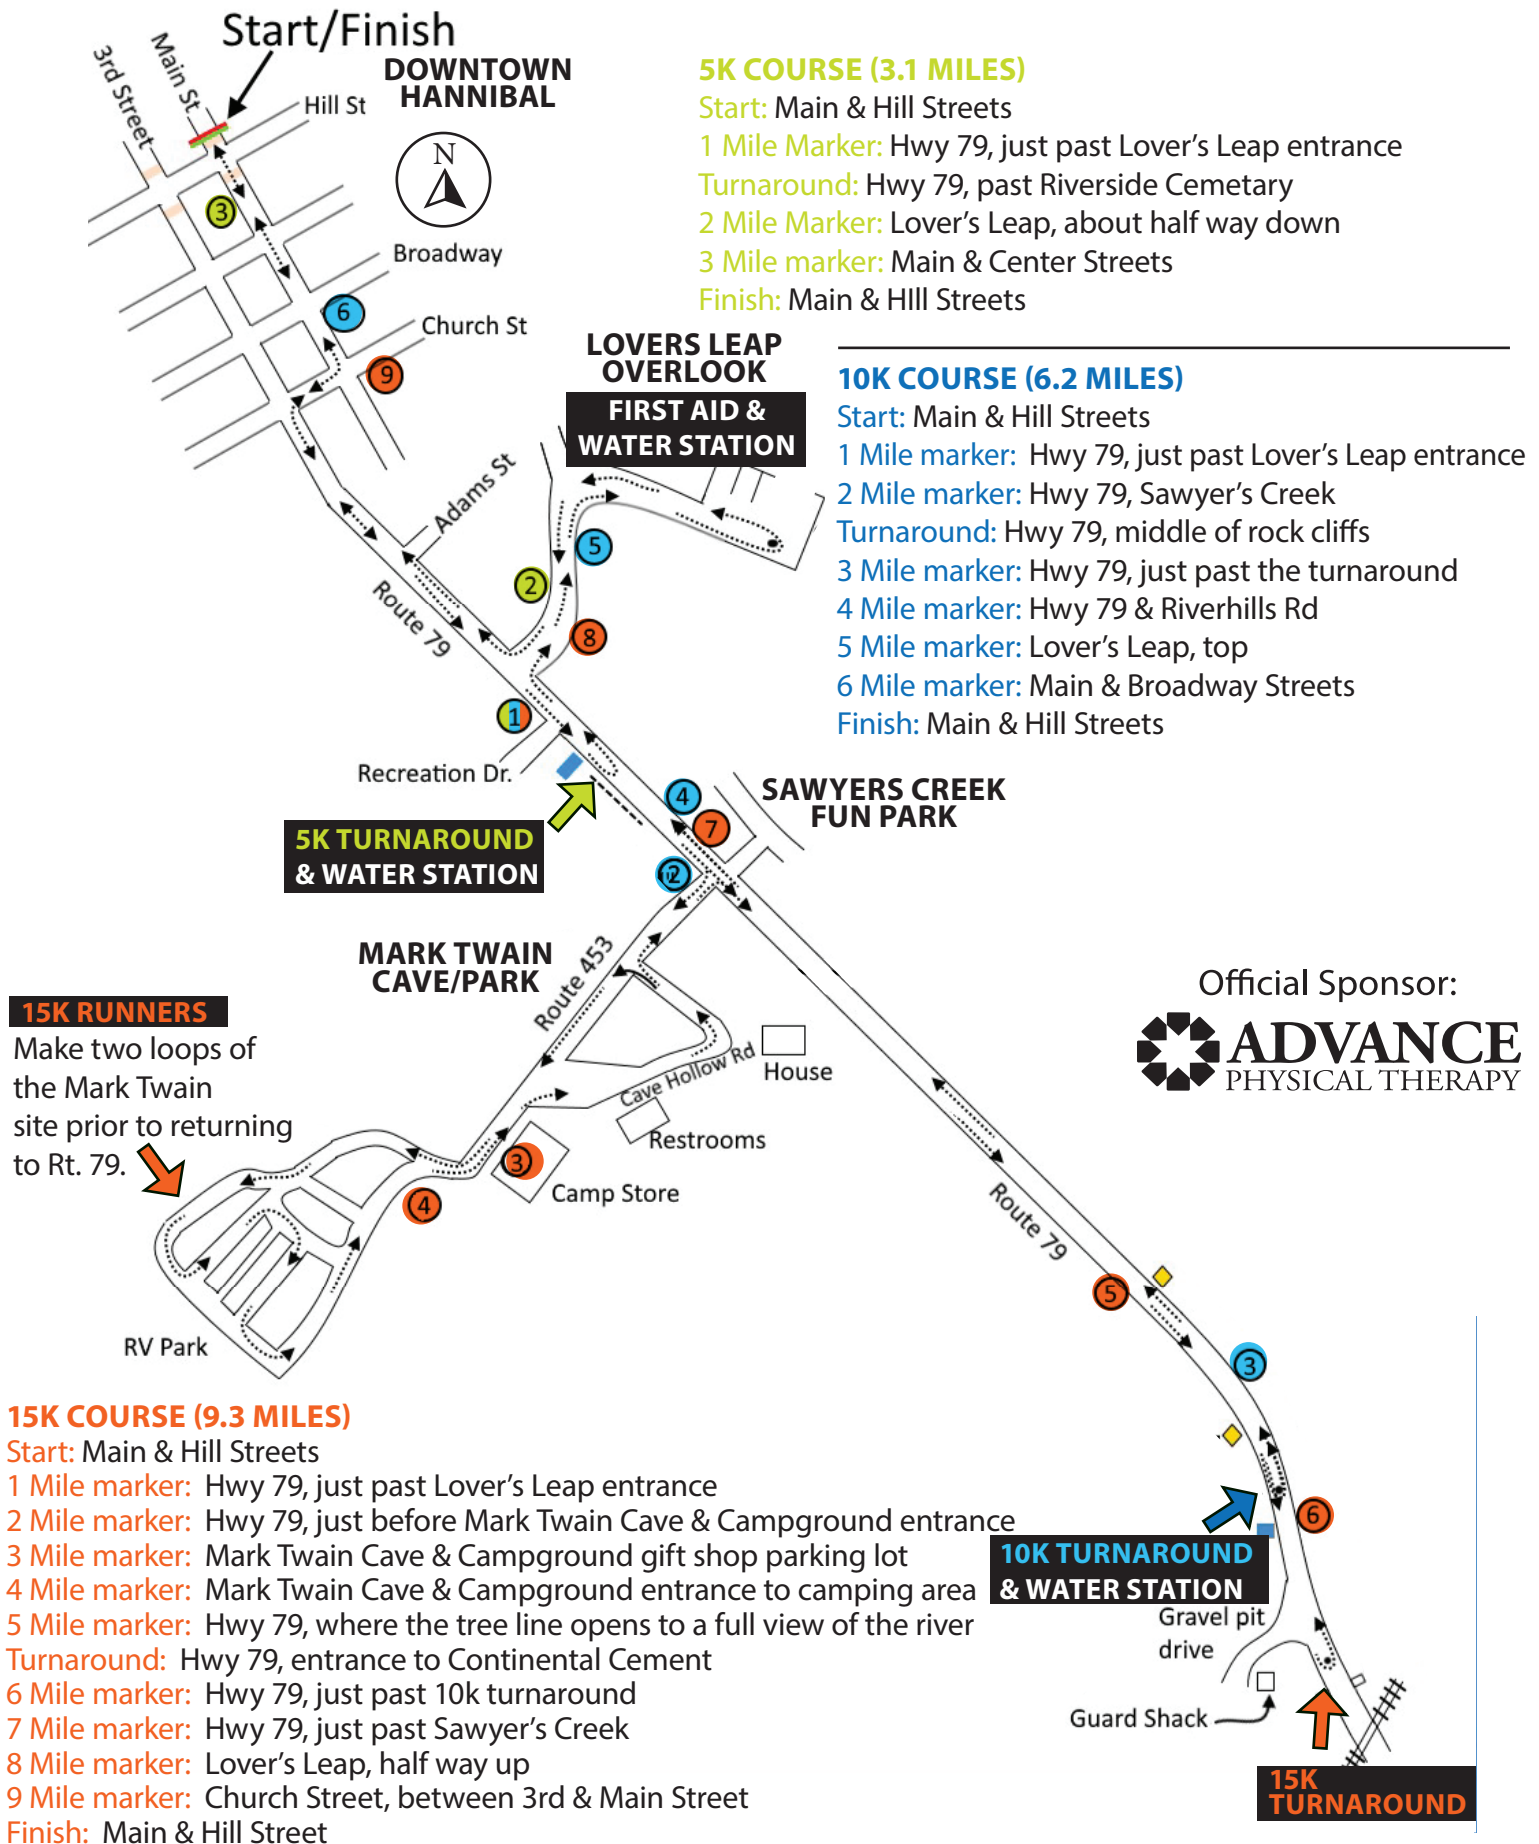 Start/Finish
3rd Street
Main St
DOWNTOWN
HANNIBAL
Hill St
N
3
Broadway
6
Church St
9
5K COURSE (3.1 MILES)
Start: Main & Hill Streets
1 Mile Marker: Hwy 79, just past Lover's Leap entrance
Turnaround: Hwy 79, past Riverside Cemetary
2 Mile Marker: Lover's Leap, about half way down
3 Mile marker: Main & Center Streets
Finish: Main & HIll Streets
LOVERS LEAP
OVERLOOK
FIRST AID &
WATER STATION
10K COURSE (6.2 MILES)
Start: Main & Hill Streets
1 Mile marker: Hwy 79, just past Lover's Leap entrance
2 Mile marker: Hwy 79, Sawyer's Creek
Turnaround: Hwy 79, middle of rock cliffs
3 Mile marker: Hwy 79, just past the turnaround
4 Mile marker: Hwy 79 & Riverhills Rd
5 Mile marker: Lover's Leap, top
6 Mile marker: Main & Broadway Streets
Finish: Main & Hill Streets
Adams St
5
2
Route 79
8
1
Recreation Dr.
5K TURNAROUND
& WATER STATION
4
7
SAWYERS CREEK
FUN PARK
2
MARK TWAIN
CAVE/PARK
Route 453
Official Sponsor:
ADVANCE
PHYSICAL THERAPY
15K RUNNERS
Make two loops of
the Mark Twain
site prior to returning
to Rt. 79.
House
Cave Hollow Rd
Restrooms
3
Camp Store
4
RV Park
Route 79
5
3
6
10K TURNAROUND
& WATER STATION
Gravel pit
drive
Guard Shack
15K
TURNAROUND
15K COURSE (9.3 MILES)
Start: Main & Hill Streets
1 Mile marker: Hwy 79, just past Lover's Leap entrance
2 Mile marker: Hwy 79, just before Mark Twain Cave & Campground entrance
3 Mile marker: Mark Twain Cave & Campground gift shop parking lot
4 Mile marker: Mark Twain Cave & Campground entrance to camping area
5 Mile marker: Hwy 79, where the tree line opens to a full view of the river
Turnaround: Hwy 79, entrance to Continental Cement
6 Mile marker: Hwy 79, just past 10k turnaround
7 Mile marker: Hwy 79, just past Sawyer's Creek
8 Mile marker: Lover's Leap, half way up
9 Mile marker: Church Street, between 3rd & Main Street
Finish: Main & Hill Street